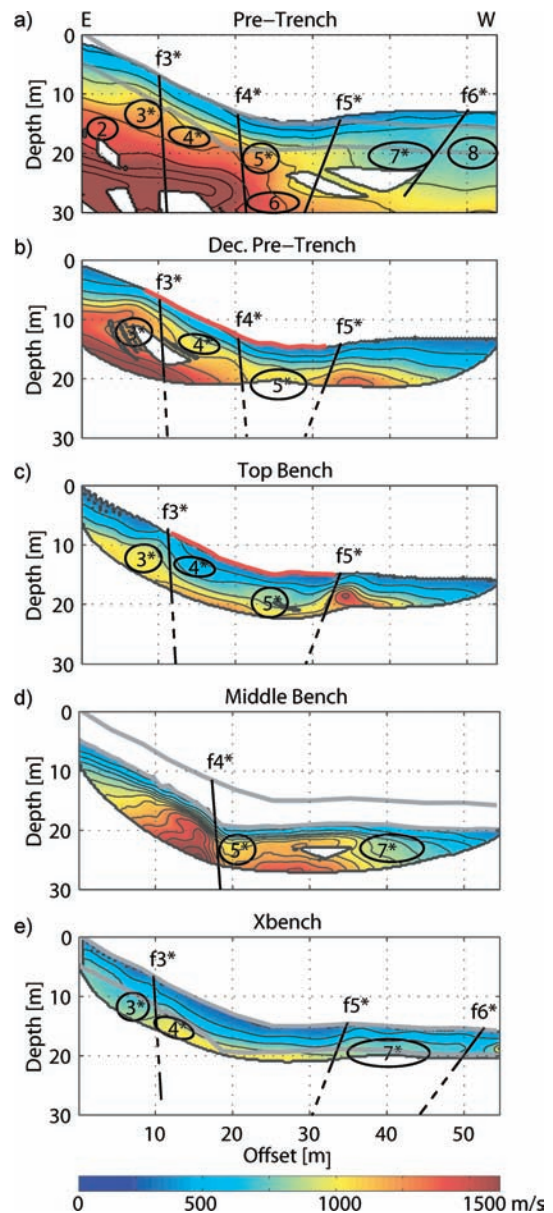 a) E Pre-Trench W
0
10
20
30
Depth [m]
f3* f4* f5* f6*
2 3* 4* 5* 6 7* 8
b) Dec. Pre-Trench
0
10
20
30
Depth [m]
f3* f4* f5*
3* 4* 5*
c) Top Bench
0
10
20
30
Depth [m]
f3* f5*
3* 4* 5*
d) Middle Bench
0
10
20
30
Depth [m]
f4*
5* 7*
e) Xbench
0
10
20
30
Depth [m]
f3* f5* f6*
3* 4* 7*
10 20 30 40 50
Offset [m]
0 500 1000 1500 m/s